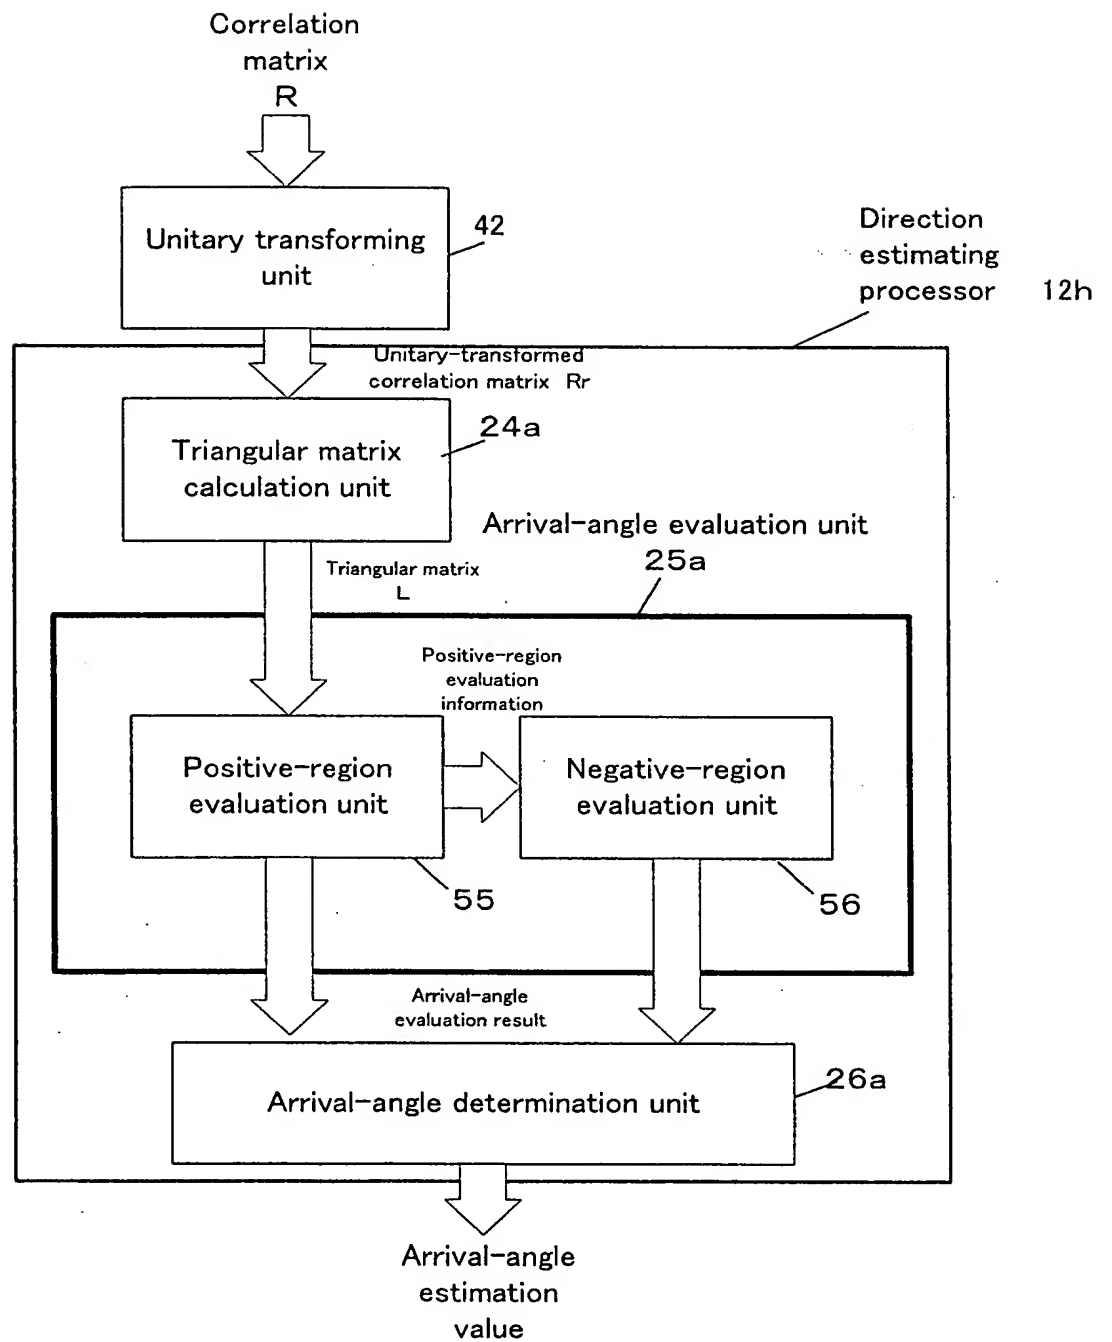 Correlation
matrix
R
Unitary transforming
unit
42
Direction
estimating
processor 12h
Unitary-transformed
correlation matrix Rr
Triangular matrix
calculation unit
24a
Arrival-angle evaluation unit
25a
Triangular matrix
L
Positive-region
evaluation
information
Positive-region
evaluation unit
Negative-region
evaluation unit
55
56
Arrival-angle
evaluation result
Arrival-angle determination unit
26a
Arrival-angle
estimation
value